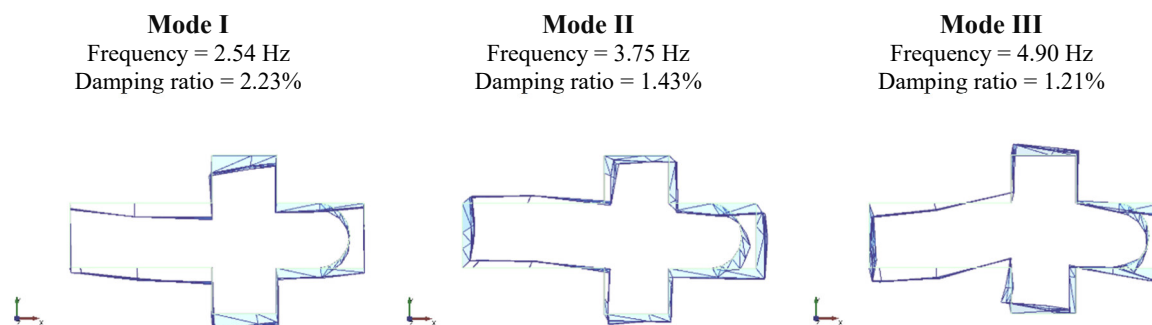 Mode I
Frequency = 2.54 Hz
Damping ratio = 2.23%
Mode II
Frequency = 3.75 Hz
Damping ratio = 1.43%
Mode III
Frequency = 4.90 Hz
Damping ratio = 1.21%